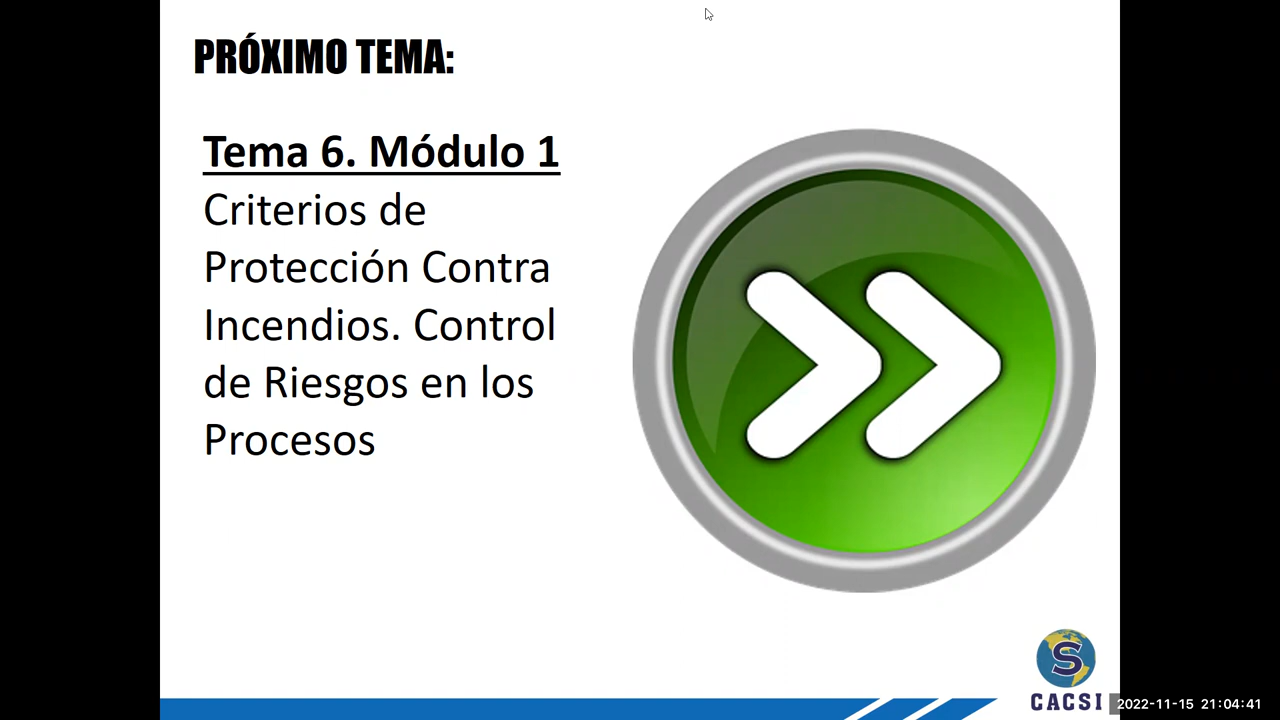 PRÓXIMO TEMA:
Tema 6. Módulo 1
Criterios de
Protección Contra
Incendios. Control
de Riesgos en los
Procesos
S
CACSI
2022-11-15 21:04:41